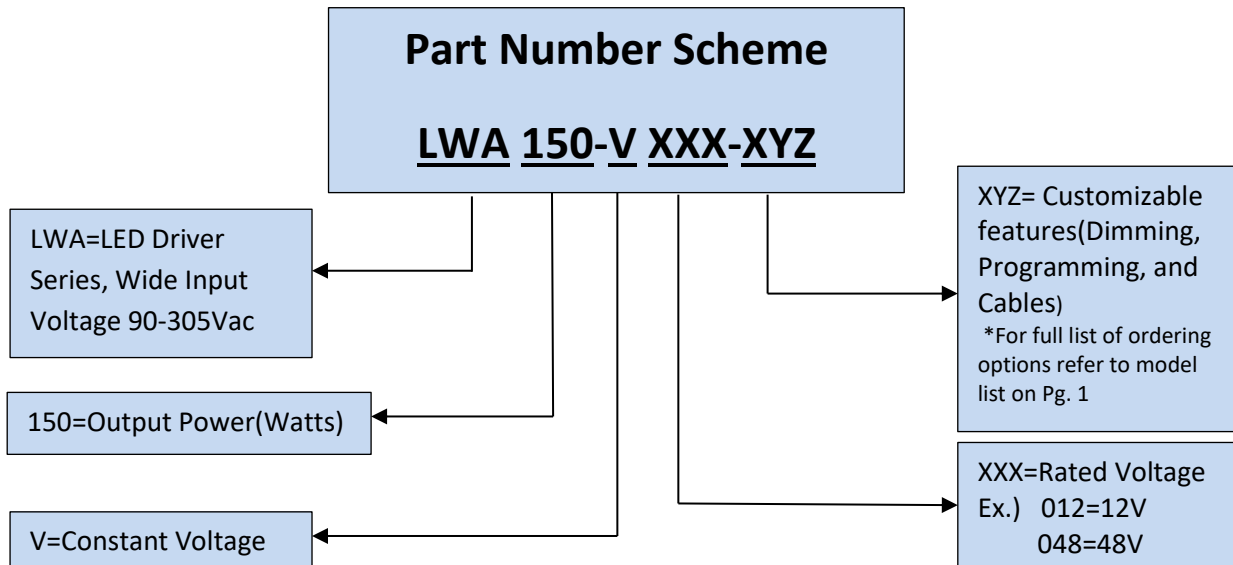 Part Number Scheme
LWA 150-V XXX-XYZ
LWA=LED Driver
Series, Wide Input
Voltage 90-305Vac
150=Output Power(Watts)
V=Constant Voltage
XYZ= Customizable
features(Dimming,
Programming, and
Cables)
*For full list of ordering
options refer to model
list on Pg. 1
XXX=Rated Voltage
Ex.) 012=12V
048=48V